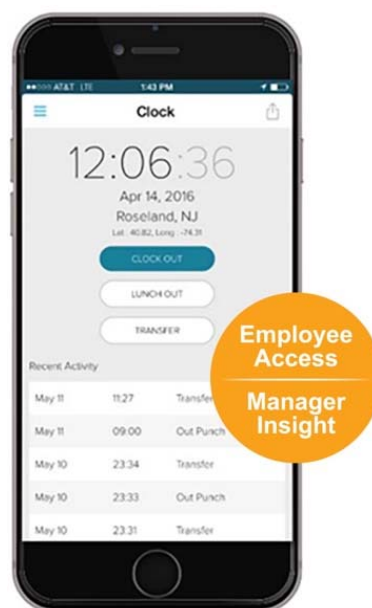 AT&T LTE 1:43 PM
Clock
12:06:36
Apr 14, 2016
Roseland, NJ
Lat: 40.82, Long: -74.31
CLOCK OUT
LUNCH OUT
TRANSFER
Recent Activity
May 11 11:27 Transfer
May 11 09:00 Out Punch
May 10 23:34 Transfer
May 10 23:33 Out Punch
May 10 23:31 Transfer
Employee
Access
Manager
Insight